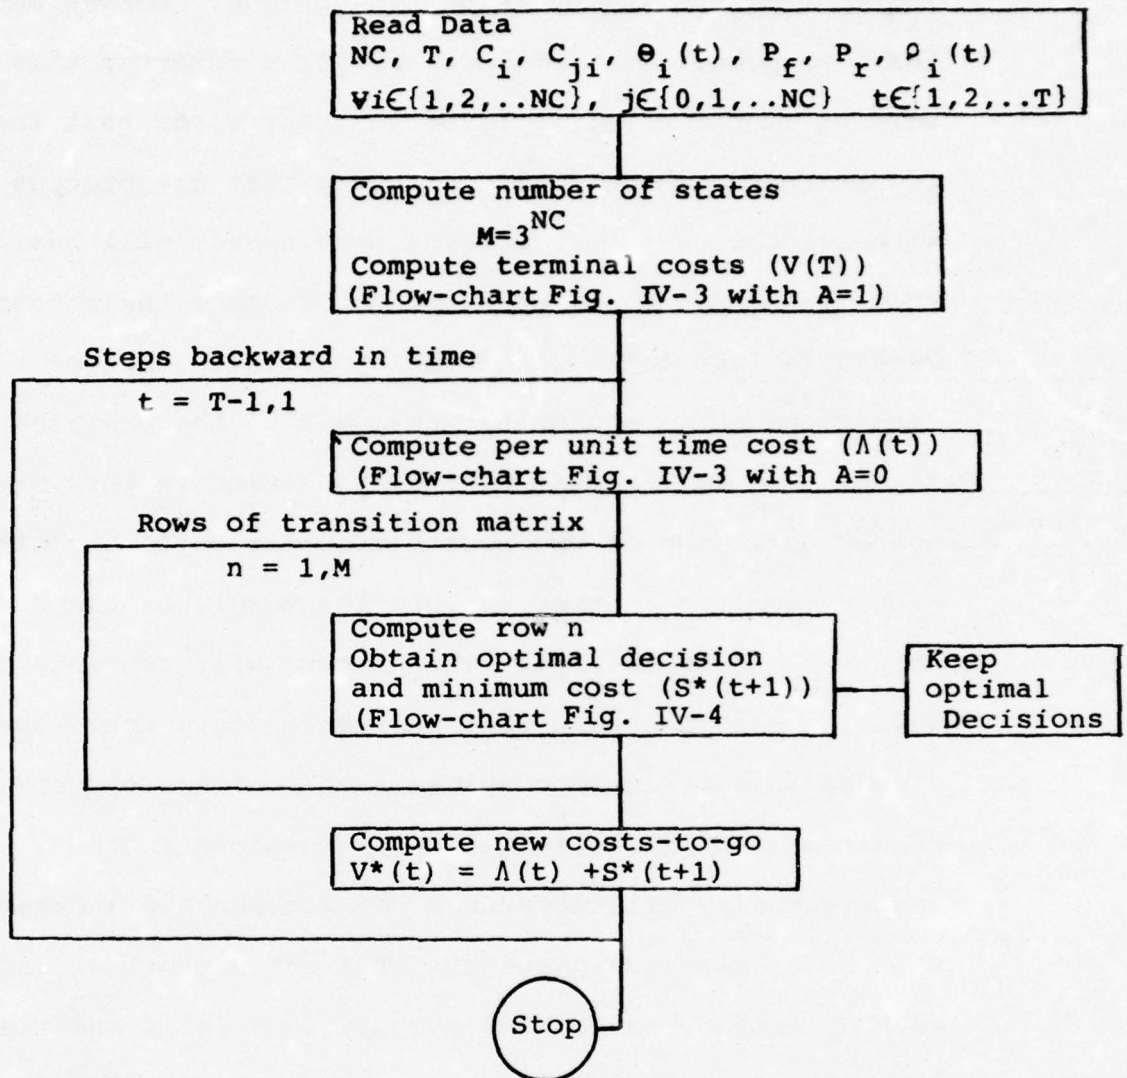 Read Data
NC, T, C_i, C_ji, Θ_i(t), P_f, P_r, ρ_i(t)
∀i∈{1,2,..NC}, j∈{0,1,..NC} t∈{1,2,..T}
Compute number of states
M=3^NC
Compute terminal costs (V(T))
(Flow-chart Fig. IV-3 with A=1)
Steps backward in time
t = T-1,1
Compute per unit time cost (Λ(t))
(Flow-chart Fig. IV-3 with A=0
Rows of transition matrix
n = 1,M
Compute row n
Obtain optimal decision
and minimum cost (S*(t+1))
(Flow-chart Fig. IV-4
Keep
optimal
Decisions
Compute new costs-to-go
V*(t) = Λ(t) +S*(t+1)
Stop